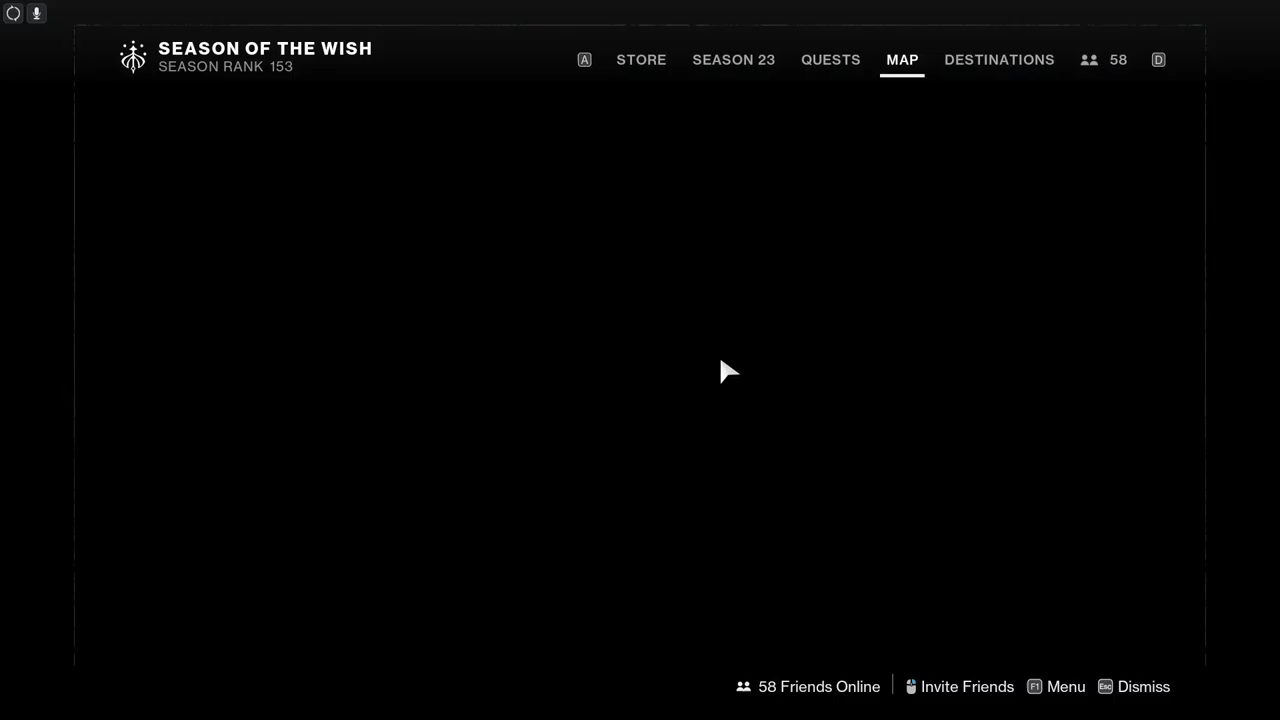 SEASON OF THE WISH
SEASON RANK 153
A STORE SEASON 23 QUESTS MAP DESTINATIONS 58 D
58 Friends Online Invite Friends F1 Menu Esc Dismiss